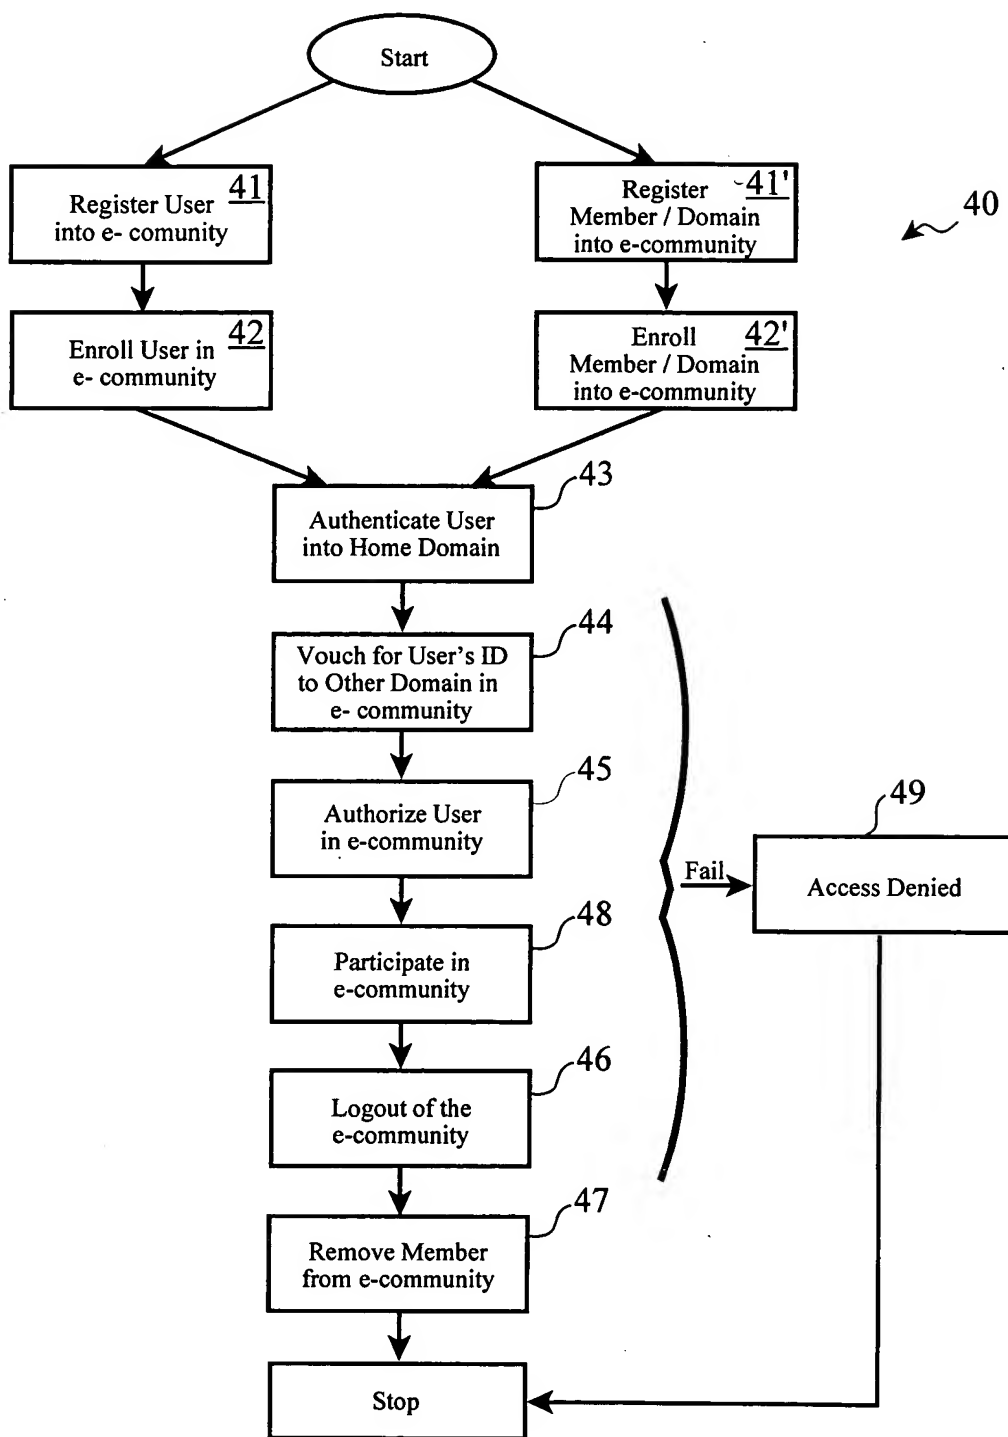 Start
41
Register User
into e- comunity
Register
41'
Member / Domain
into e-community
40
42
Enroll User in
e- community
Enroll
42'
Member / Domain
into e-community
43
Authenticate User
into Home Domain
44
Vouch for User's ID
to Other Domain in
e- community
45
Authorize User
in e-community
49
Fail
Access Denied
48
Participate in
e-community
46
Logout of the
e-community
47
Remove Member
from e-community
Stop